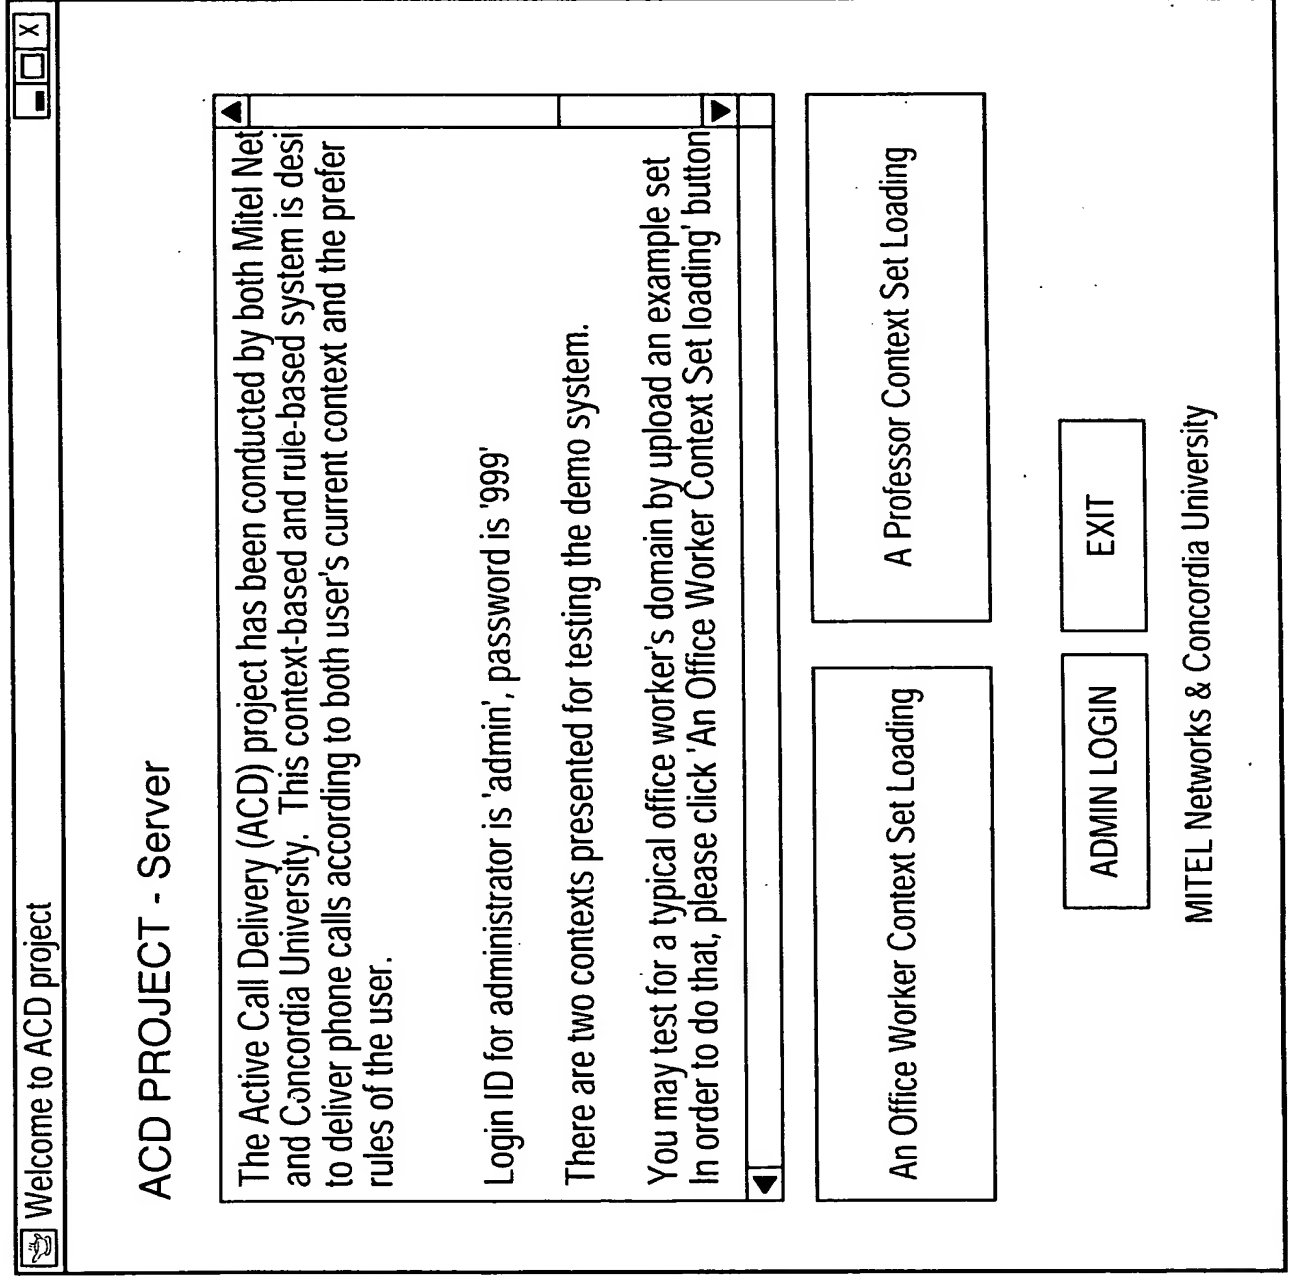 Welcome to ACD project
X
ACD PROJECT - Server
The Active Call Delivery (ACD) project has been conducted by both Mitel Net
and Concordia University. This context-based and rule-based system is desi
to deliver phone calls according to both user's current context and the prefer
rules of the user.
Login ID for administrator is 'admin', password is '999'
There are two contexts presented for testing the demo system.
You may test for a typical office worker's domain by upload an example set
In order to do that, please click 'An Office Worker Context Set loading' button
An Office Worker Context Set Loading
A Professor Context Set Loading
ADMIN LOGIN
EXIT
MITEL Networks & Concordia University